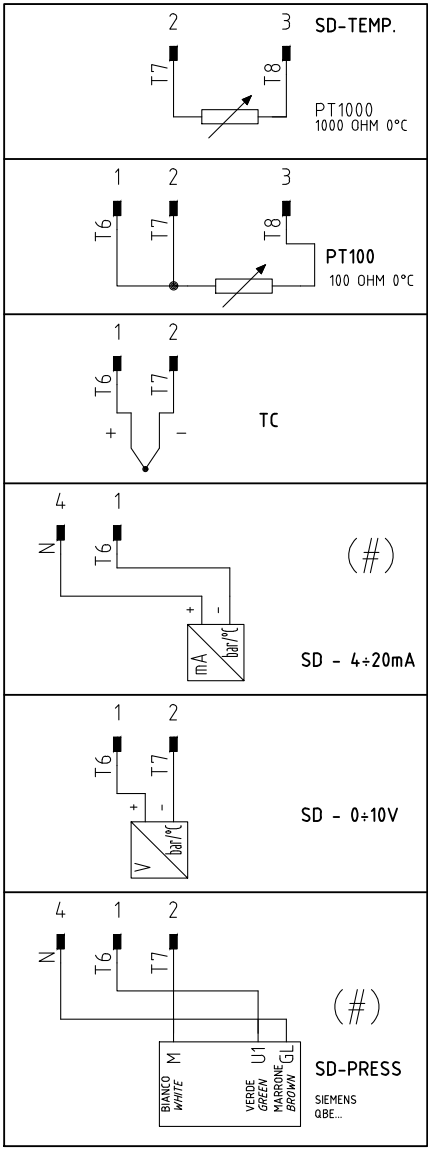 2 3 SD-TEMP.
T7 T8
PT1000
1000 OHM 0°C
1 2 3
T6 T7 T8
PT100
100 OHM 0°C
1 2
T6 T7
+ -
TC
4 1
N T6
(#)
+ -
mA bar/°C
SD - 4÷20mA
1 2
T6 T7
+ -
V bar/°C
SD - 0÷10V
4 1 2
N T6 T7
(#)
M U1 GL
BIANCO VERDE MARRONE
WHITE GREEN BROWN
SD-PRESS
SIEMENS
QBE...